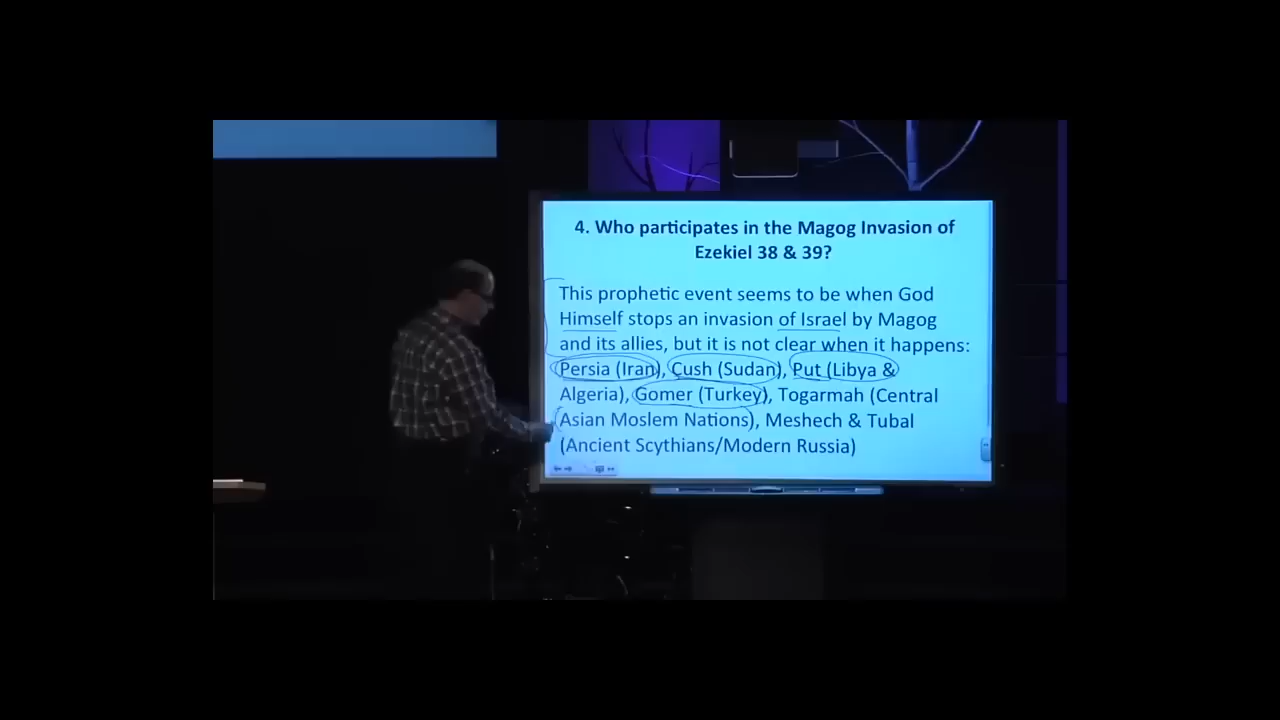 4. Who participates in the Magog Invasion of
Ezekiel 38 & 39?
This prophetic event seems to be when God
Himself stops an invasion of Israel by Magog
and its allies, but it is not clear when it happens:
Persia (Iran), Cush (Sudan), Put (Libya &
Algeria), Gomer (Turkey), Togarmah (Central
Asian Moslem Nations), Meshech & Tubal
(Ancient Scythians/Modern Russia)